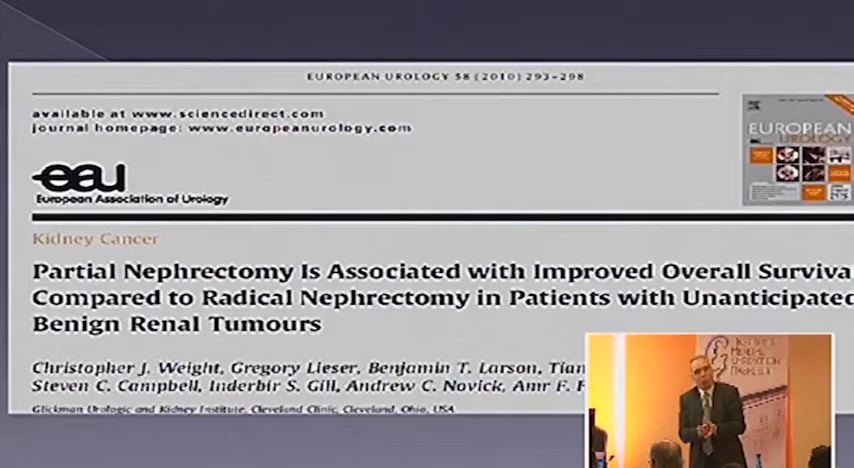 EUROPEAN UROLOGY 58 (2010) 293–298
available at www.sciencedirect.com
journal homepage: www.europeanurology.com
EUROPEAN
UROLOGY
eau
European Association of Urology
Kidney Cancer
Partial Nephrectomy Is Associated with Improved Overall Surviva
Compared to Radical Nephrectomy in Patients with Unanticipated
Benign Renal Tumours
Christopher J. Weight, Gregory Lieser, Benjamin T. Larson, Tian
Steven C. Campbell, Inderbir S. Gill, Andrew C. Novick, Amr F.
Glickman Urologic and Kidney Institute, Cleveland Clinic, Cleveland, Ohio, USA